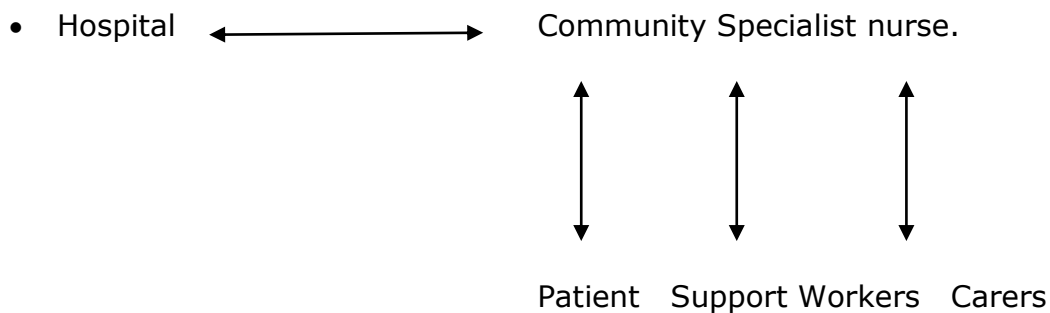 • Hospital Community Specialist nurse.
Patient Support Workers Carers